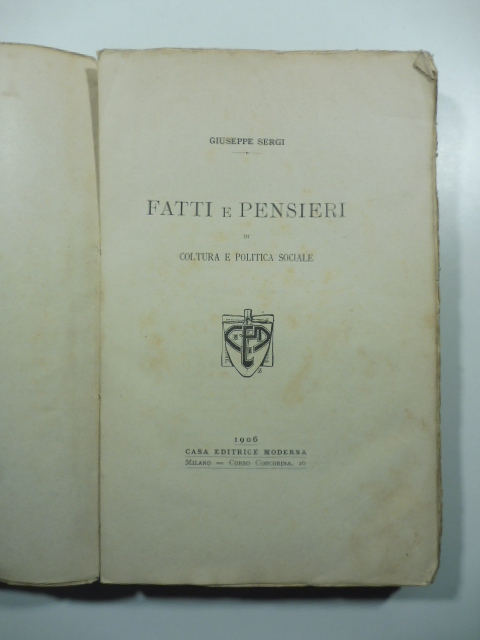 GIUSEPPE SERGI
FATTI E PENSIERI
DI
COLTURA E POLITICA SOCIALE
1906
CASA EDITRICE MODERNA
MILANO — CORSO CONCORDIA, 10